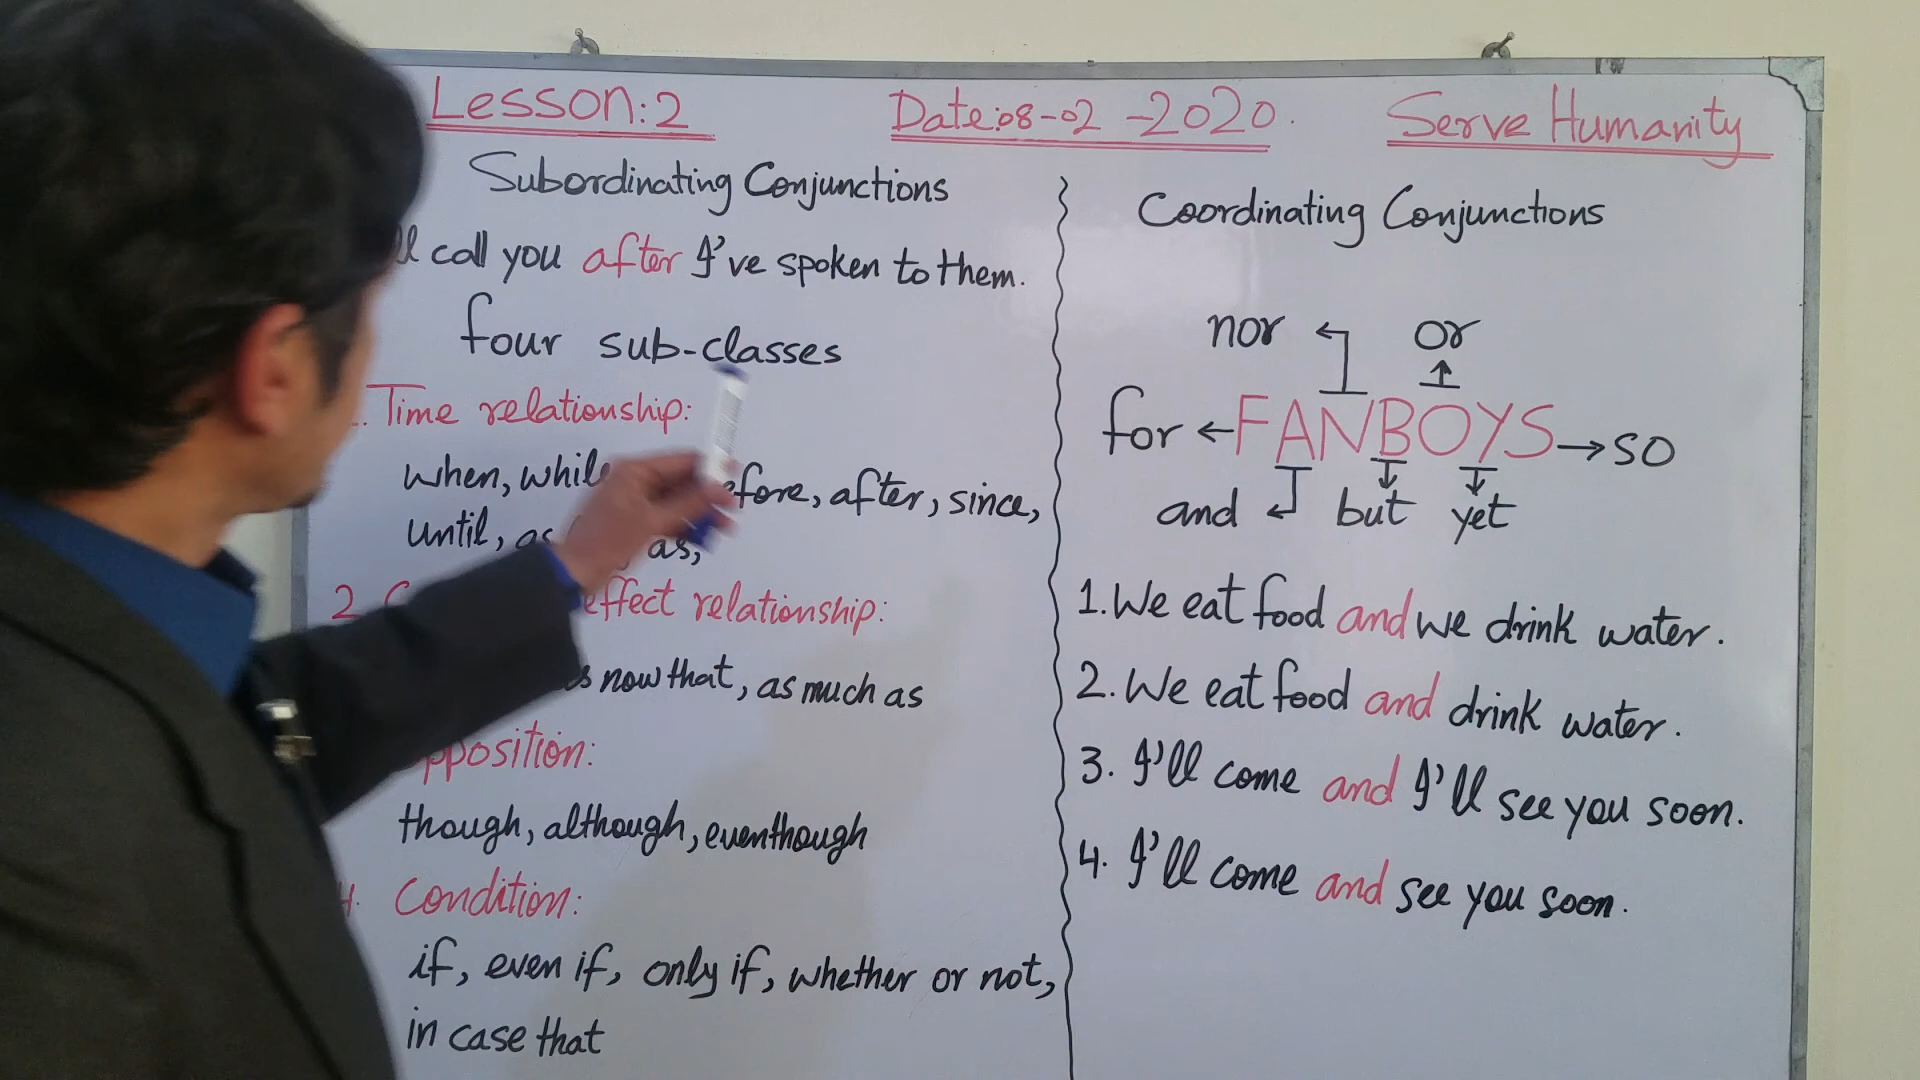 Lesson:2 Date:08-02-2020. Serve Humanity
Subordinating Conjunctions
call you after I've spoken to them.
four sub-classes
Time relationship:
when, while before, after, since,
until, as as,
2. effect relationship:
now that, as much as
opposition:
though, although, eventhough
4. Condition:
if, even if, only if, whether or not,
in case that
Coordinating Conjunctions
nor or
for ← FANBOYS → so
and but yet
1. We eat food and we drink water.
2. We eat food and drink water.
3. I'll come and I'll see you soon.
4. I'll come and see you soon.